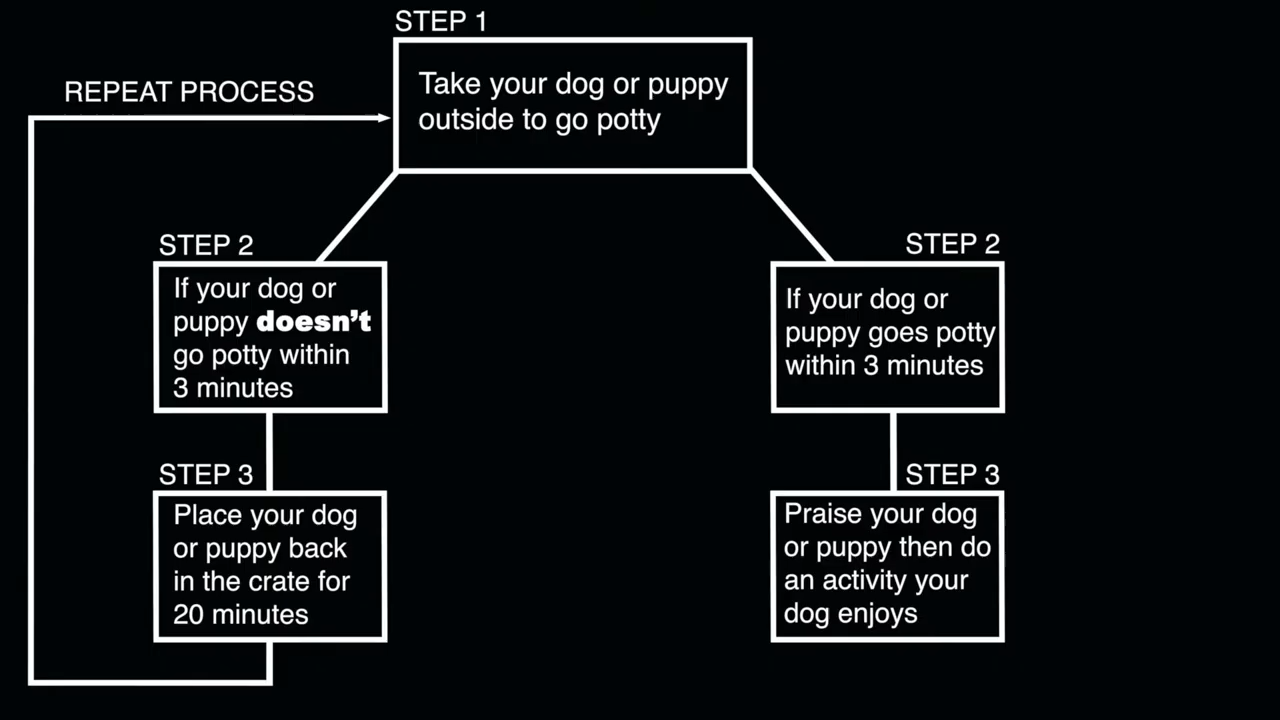 STEP 1
Take your dog or puppy
outside to go potty
REPEAT PROCESS
STEP 2
If your dog or
puppy doesn't
go potty within
3 minutes
STEP 2
If your dog or
puppy goes potty
within 3 minutes
STEP 3
Place your dog
or puppy back
in the crate for
20 minutes
STEP 3
Praise your dog
or puppy then do
an activity your
dog enjoys